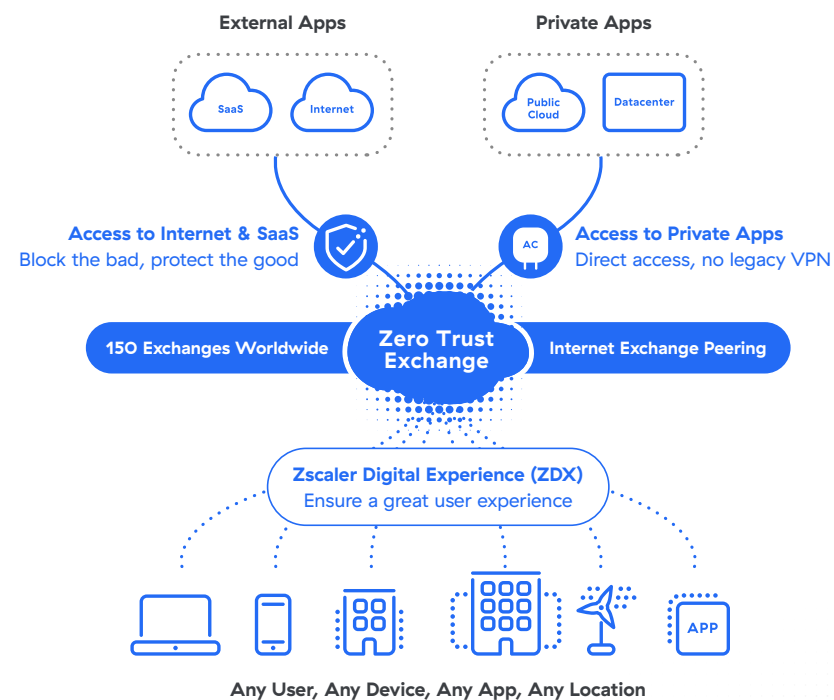 External Apps
Private Apps
SaaS
Internet
Public
Cloud
Datacenter
Access to Internet & SaaS
Block the bad, protect the good
AC
Access to Private Apps
Direct access, no legacy VPN
150 Exchanges Worldwide
Zero Trust
Exchange
Internet Exchange Peering
Zscaler Digital Experience (ZDX)
Ensure a great user experience
APP
Any User, Any Device, Any App, Any Location